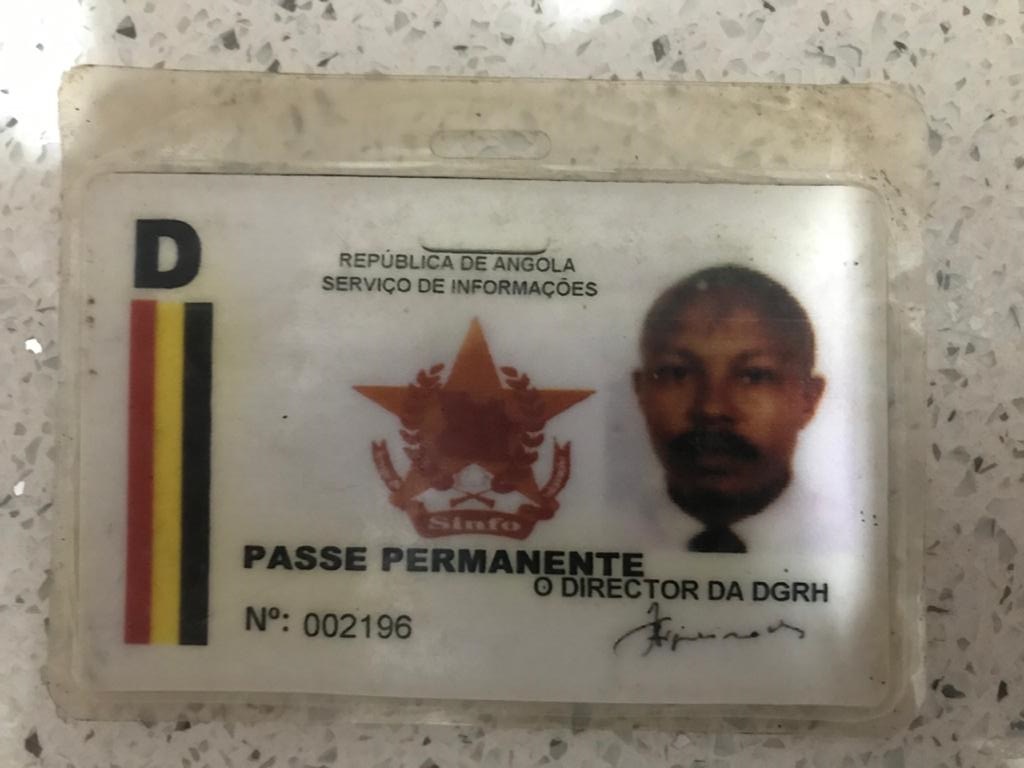 D
REPÚBLICA DE ANGOLA
SERVIÇO DE INFORMAÇÕES
Sinfo
PASSE PERMANENTE
O DIRECTOR DA DGRH
Nº: 002196